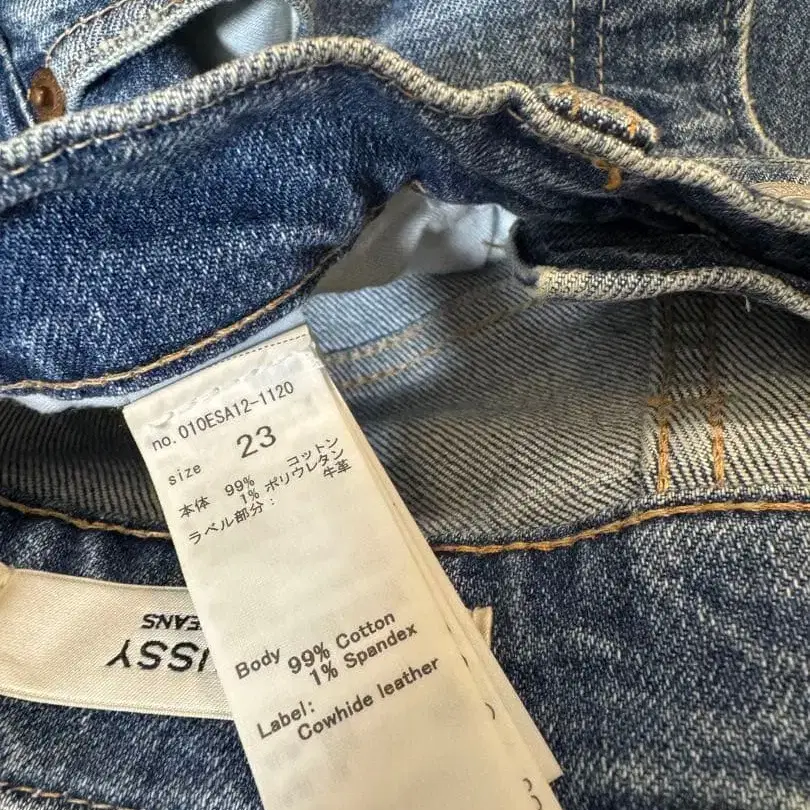 no. 010ESA12-1120
size 23
本体 99% コットン
1% ポリウレタン
ラベル部分: 牛革
Body 99% Cotton
1% Spandex
Label:
Cowhide leather